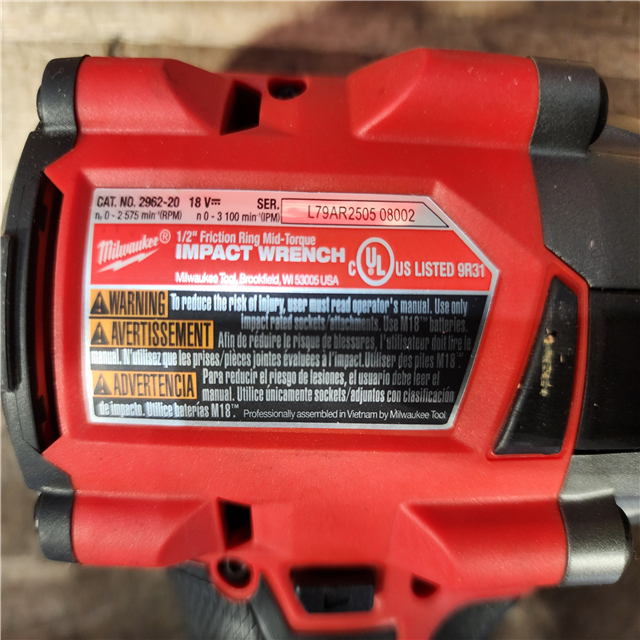 CAT. NO. 2962-20 18 V⎓ SER. L79AR2505 08002
n₀ 0 - 2 575 min⁻¹(RPM) n 0 - 3 100 min⁻¹(IPM)
Milwaukee® 1/2" Friction Ring Mid-Torque
IMPACT WRENCH
C UL US LISTED 9R31
Milwaukee Tool, Brookfield, WI 53005 USA
WARNING To reduce the risk of injury, user must read operator's manual. Use only
impact rated sockets/attachments. Use M18™ batteries.
AVERTISSEMENT Afin de réduire le risque de blessures, l'utilisateur doit lire le
manuel. N'utilisez que les prises/pièces jointes évaluées à l'impact. Utiliser des piles M18™.
ADVERTENCIA Para reducir el riesgo de lesiones, el usuario debe leer el
manual. Utilice únicamente sockets/adjuntos con clasificación
de impacto. Utilice baterías M18™.
Professionally assembled in Vietnam by Milwaukee Tool.